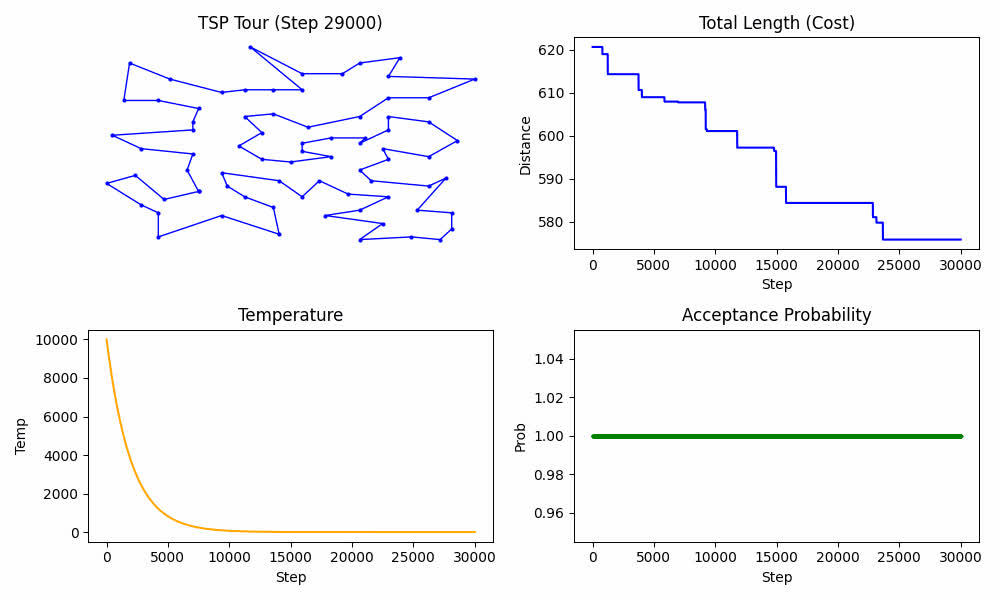 TSP Tour (Step 29000)
Total Length (Cost)
Distance
620
610
600
590
580
0 5000 10000 15000 20000 25000 30000
Step
Temperature
Temp
10000
8000
6000
4000
2000
0
0 5000 10000 15000 20000 25000 30000
Step
Acceptance Probability
Prob
1.04
1.02
1.00
0.98
0.96
0 5000 10000 15000 20000 25000 30000
Step